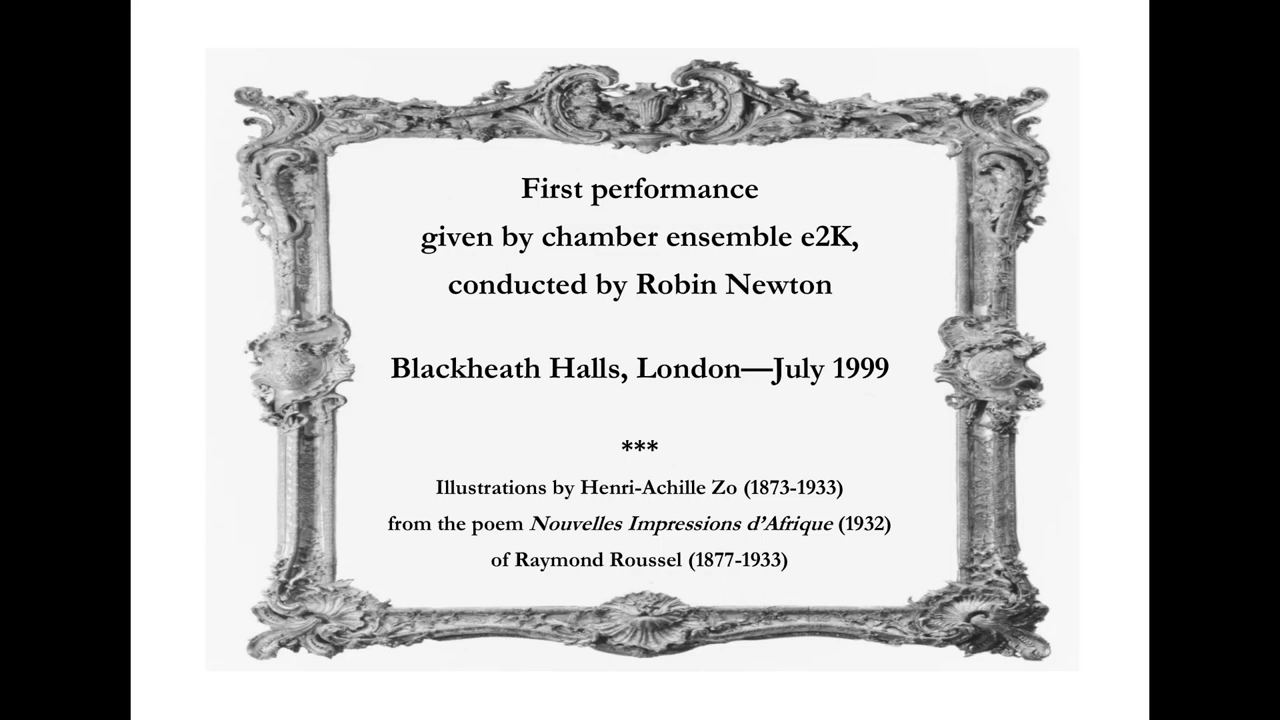 First performance
given by chamber ensemble e2K,
conducted by Robin Newton
Blackheath Halls, London—July 1999
***
Illustrations by Henri-Achille Zo (1873-1933)
from the poem Nouvelles Impressions d’Afrique (1932)
of Raymond Roussel (1877-1933)